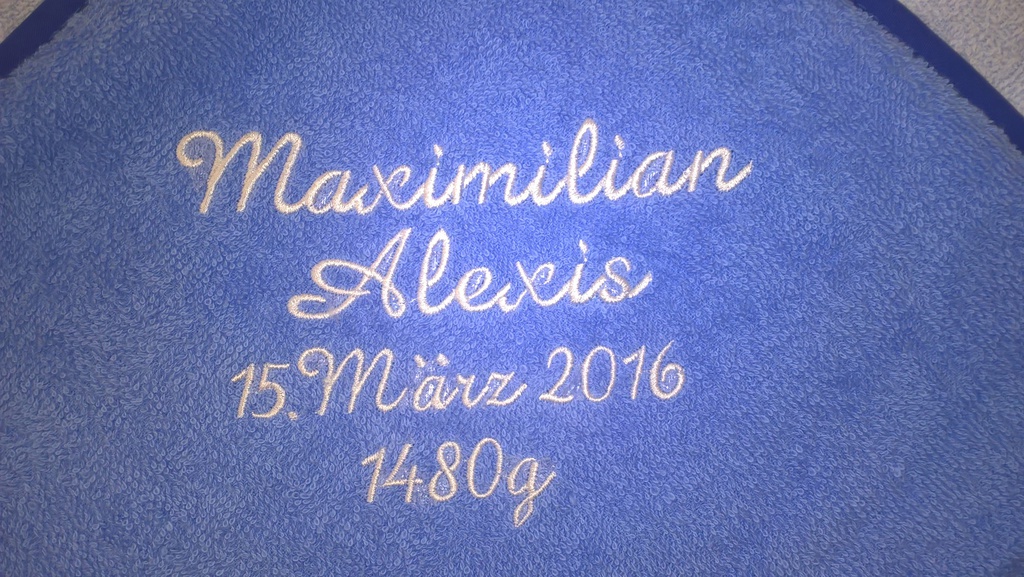 Maximilian
Alexis
15.März 2016
1480g